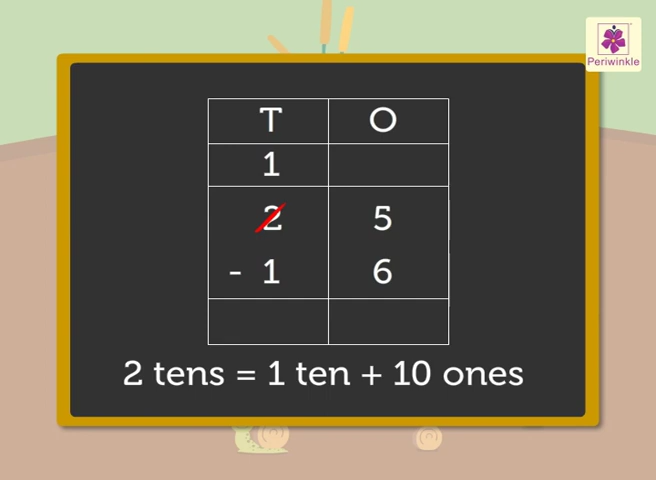 Periwinkle
T O
1
2 5
- 1 6
2 tens = 1 ten + 10 ones